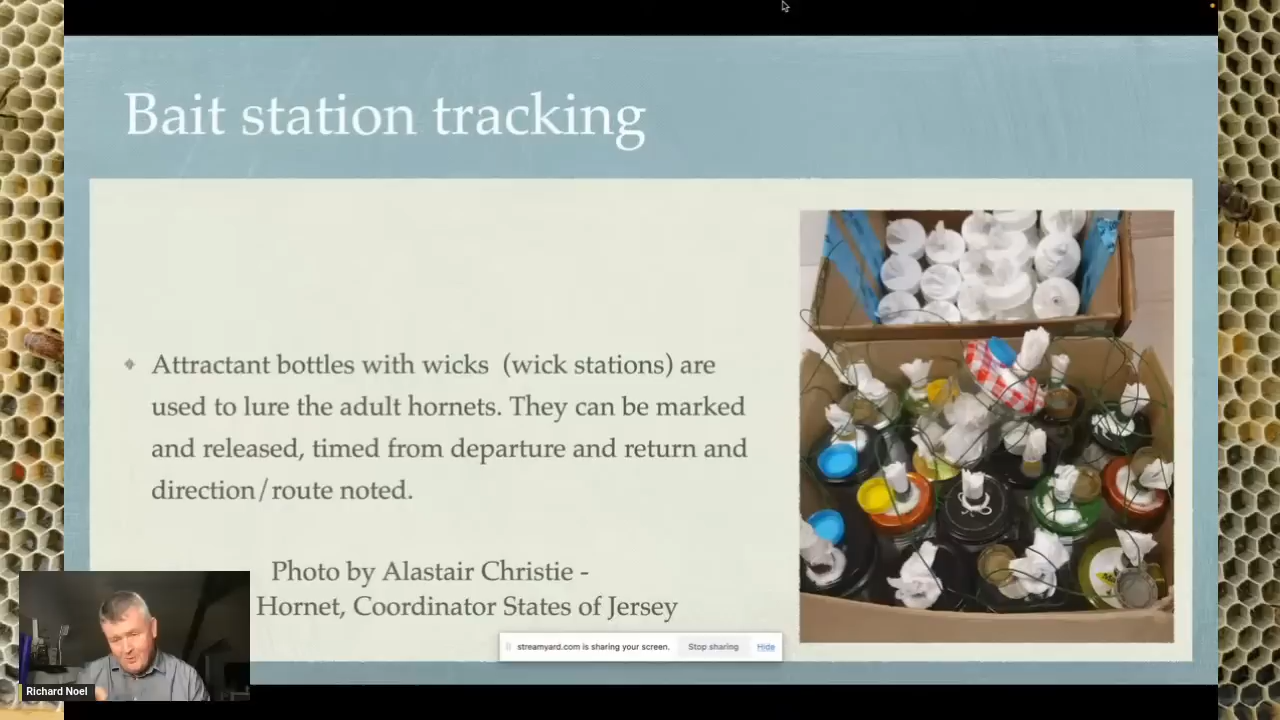 Bait station tracking
Attractant bottles with wicks (wick stations) are
used to lure the adult hornets. They can be marked
and released, timed from departure and return and
direction/route noted.
Photo by Alastair Christie -
Hornet, Coordinator States of Jersey
streamyard.com is sharing your screen. Stop sharing Hide
Richard Noel